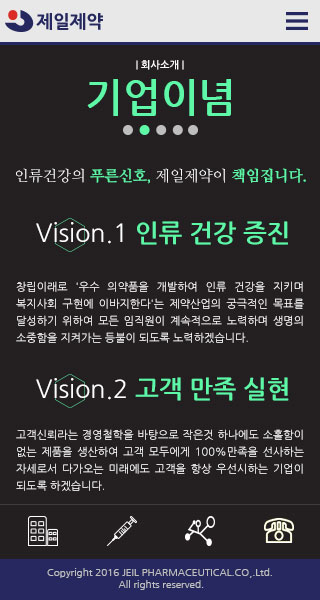 제일제약
| 회사소개 |
기업이념
인류건강의 푸른신호, 제일제약이 책임집니다.
Vision.1 인류 건강 증진
창립이래로 '우수 의약품을 개발하여 인류 건강을 지키며
복지사회 구현에 이바지한다'는 제약산업의 궁극적인 목표를
달성하기 위하여 모든 임직원이 계속적으로 노력하며 생명의
소중함을 지켜가는 등불이 되도록 노력하겠습니다.
Vision.2 고객 만족 실현
고객신뢰라는 경영철학을 바탕으로 작은것 하나에도 소홀함이
없는 제품을 생산하여 고객 모두에게 100%만족을 선사하는
자세로서 다가오는 미래에도 고객을 항상 우선시하는 기업이
되도록 하겠습니다.
Copyright 2016 JEIL PHARMACEUTICAL.CO,.Ltd.
All rights reserved.